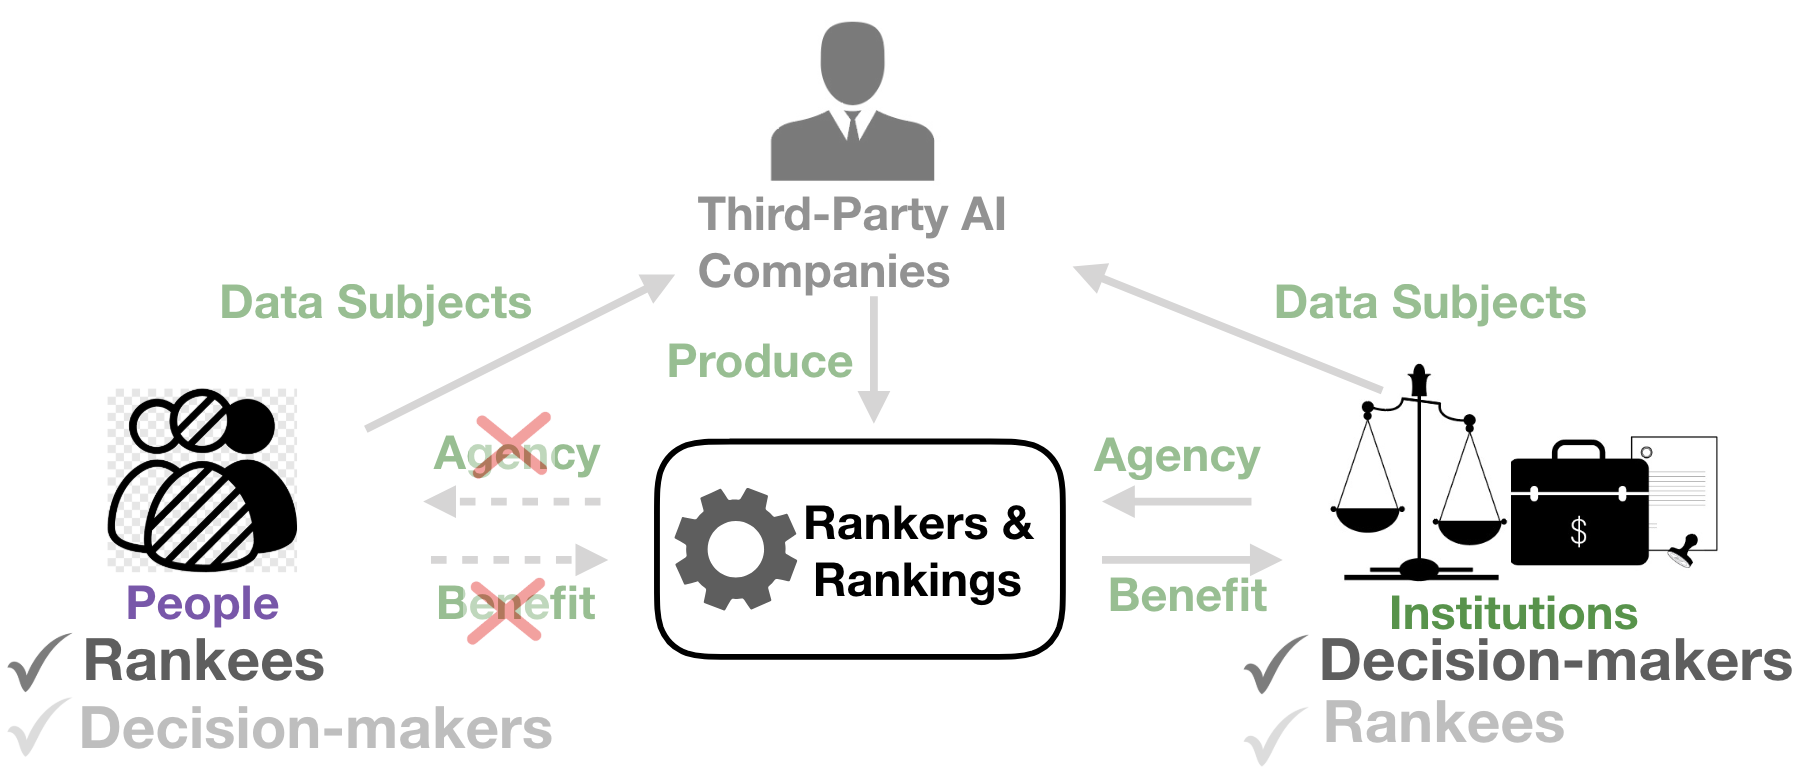 Third-Party AI
Companies
Data Subjects
Data Subjects
Produce
Agency
Agency
Rankers &
Rankings
$
Benefit
Benefit
People
Institutions
Rankees
Decision-makers
Decision-makers
Rankees